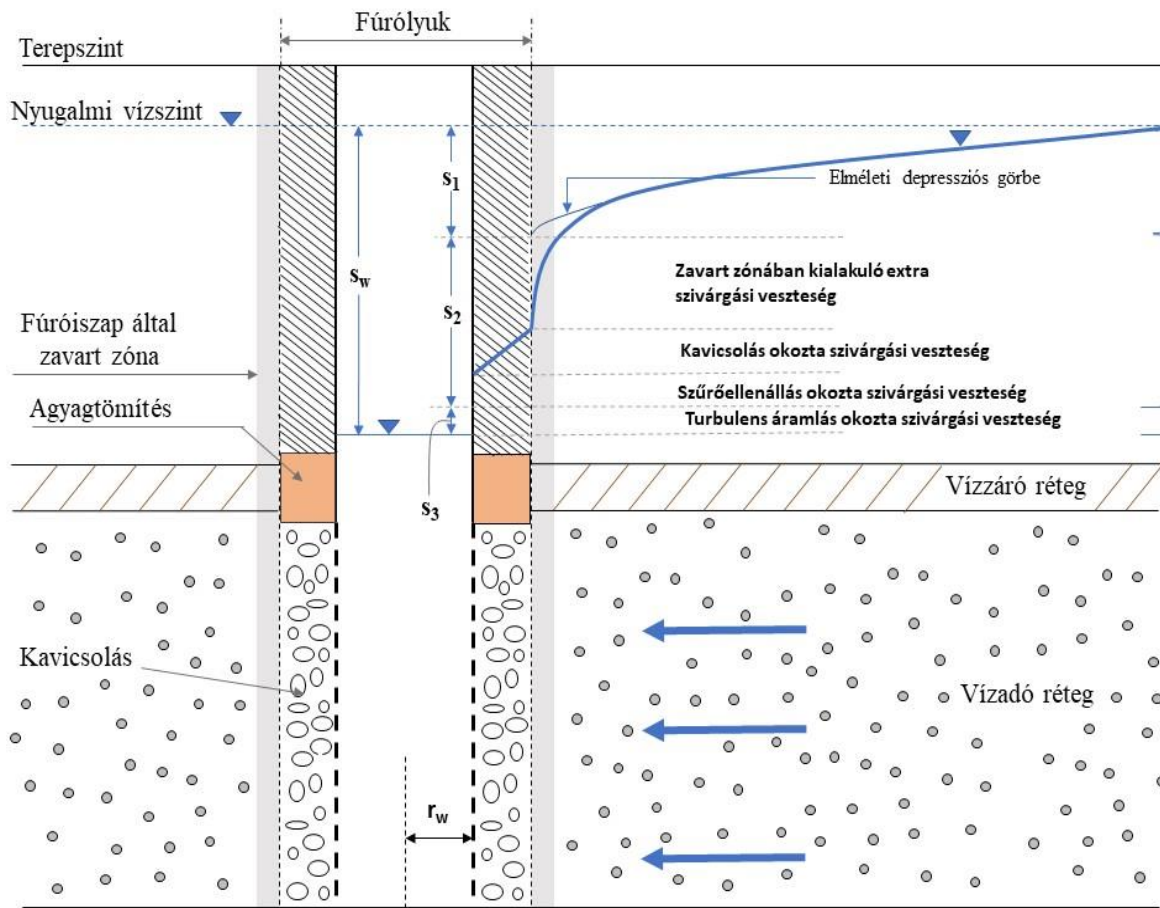 Fúrólyuk
Terepszint
Nyugalmi vízszint
s1
Elméleti depressziós görbe
sw
Zavart zónában kialakuló extra
szivárgási veszteség
s2
Fúróiszap által
zavart zóna
Kavicsolás okozta szivárgási veszteség
Szűrőellenállás okozta szivárgási veszteség
Agyagtömítés
Turbulens áramlás okozta szivárgási veszteség
Vízzáró réteg
s3
Kavicsolás
Vízadó réteg
rw